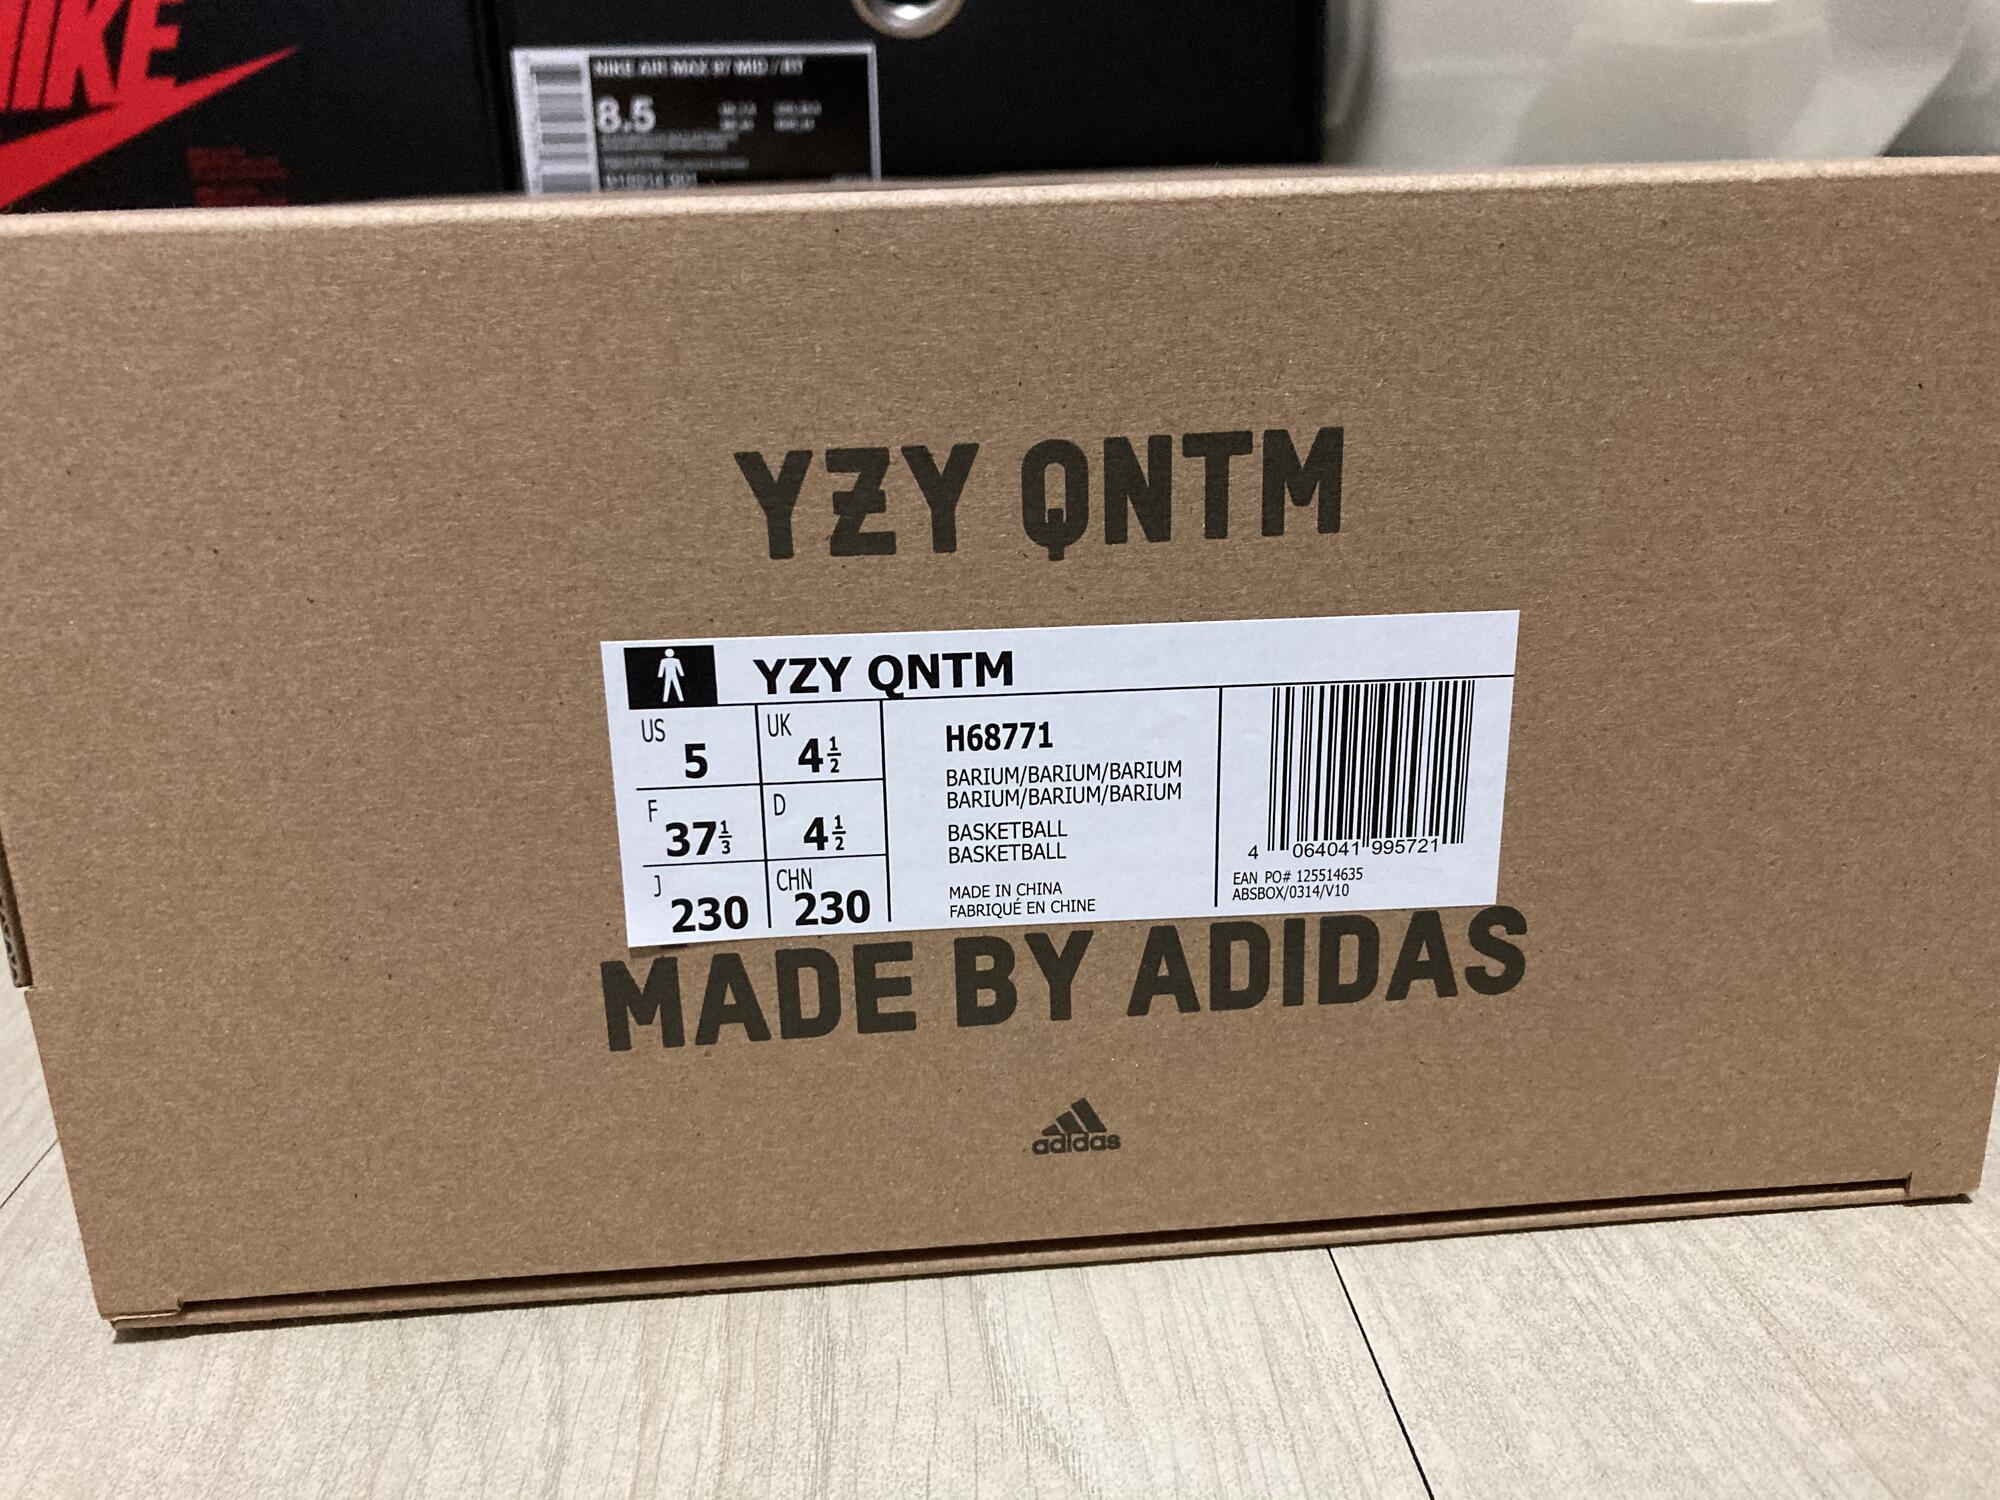 NIKE
NIKE AIR MAX 97 MID / RT
8.5
YZY QNTM
YZY QNTM
US 5 UK 4 1/2
F 37 1/3 D 4 1/2
J 230 CHN 230
H68771
BARIUM/BARIUM/BARIUM
BARIUM/BARIUM/BARIUM
BASKETBALL
BASKETBALL
MADE IN CHINA
FABRIQUÉ EN CHINE
4 064041 995721
EAN PO# 125514635
ABSBOX/0314/V10
MADE BY ADIDAS
adidas